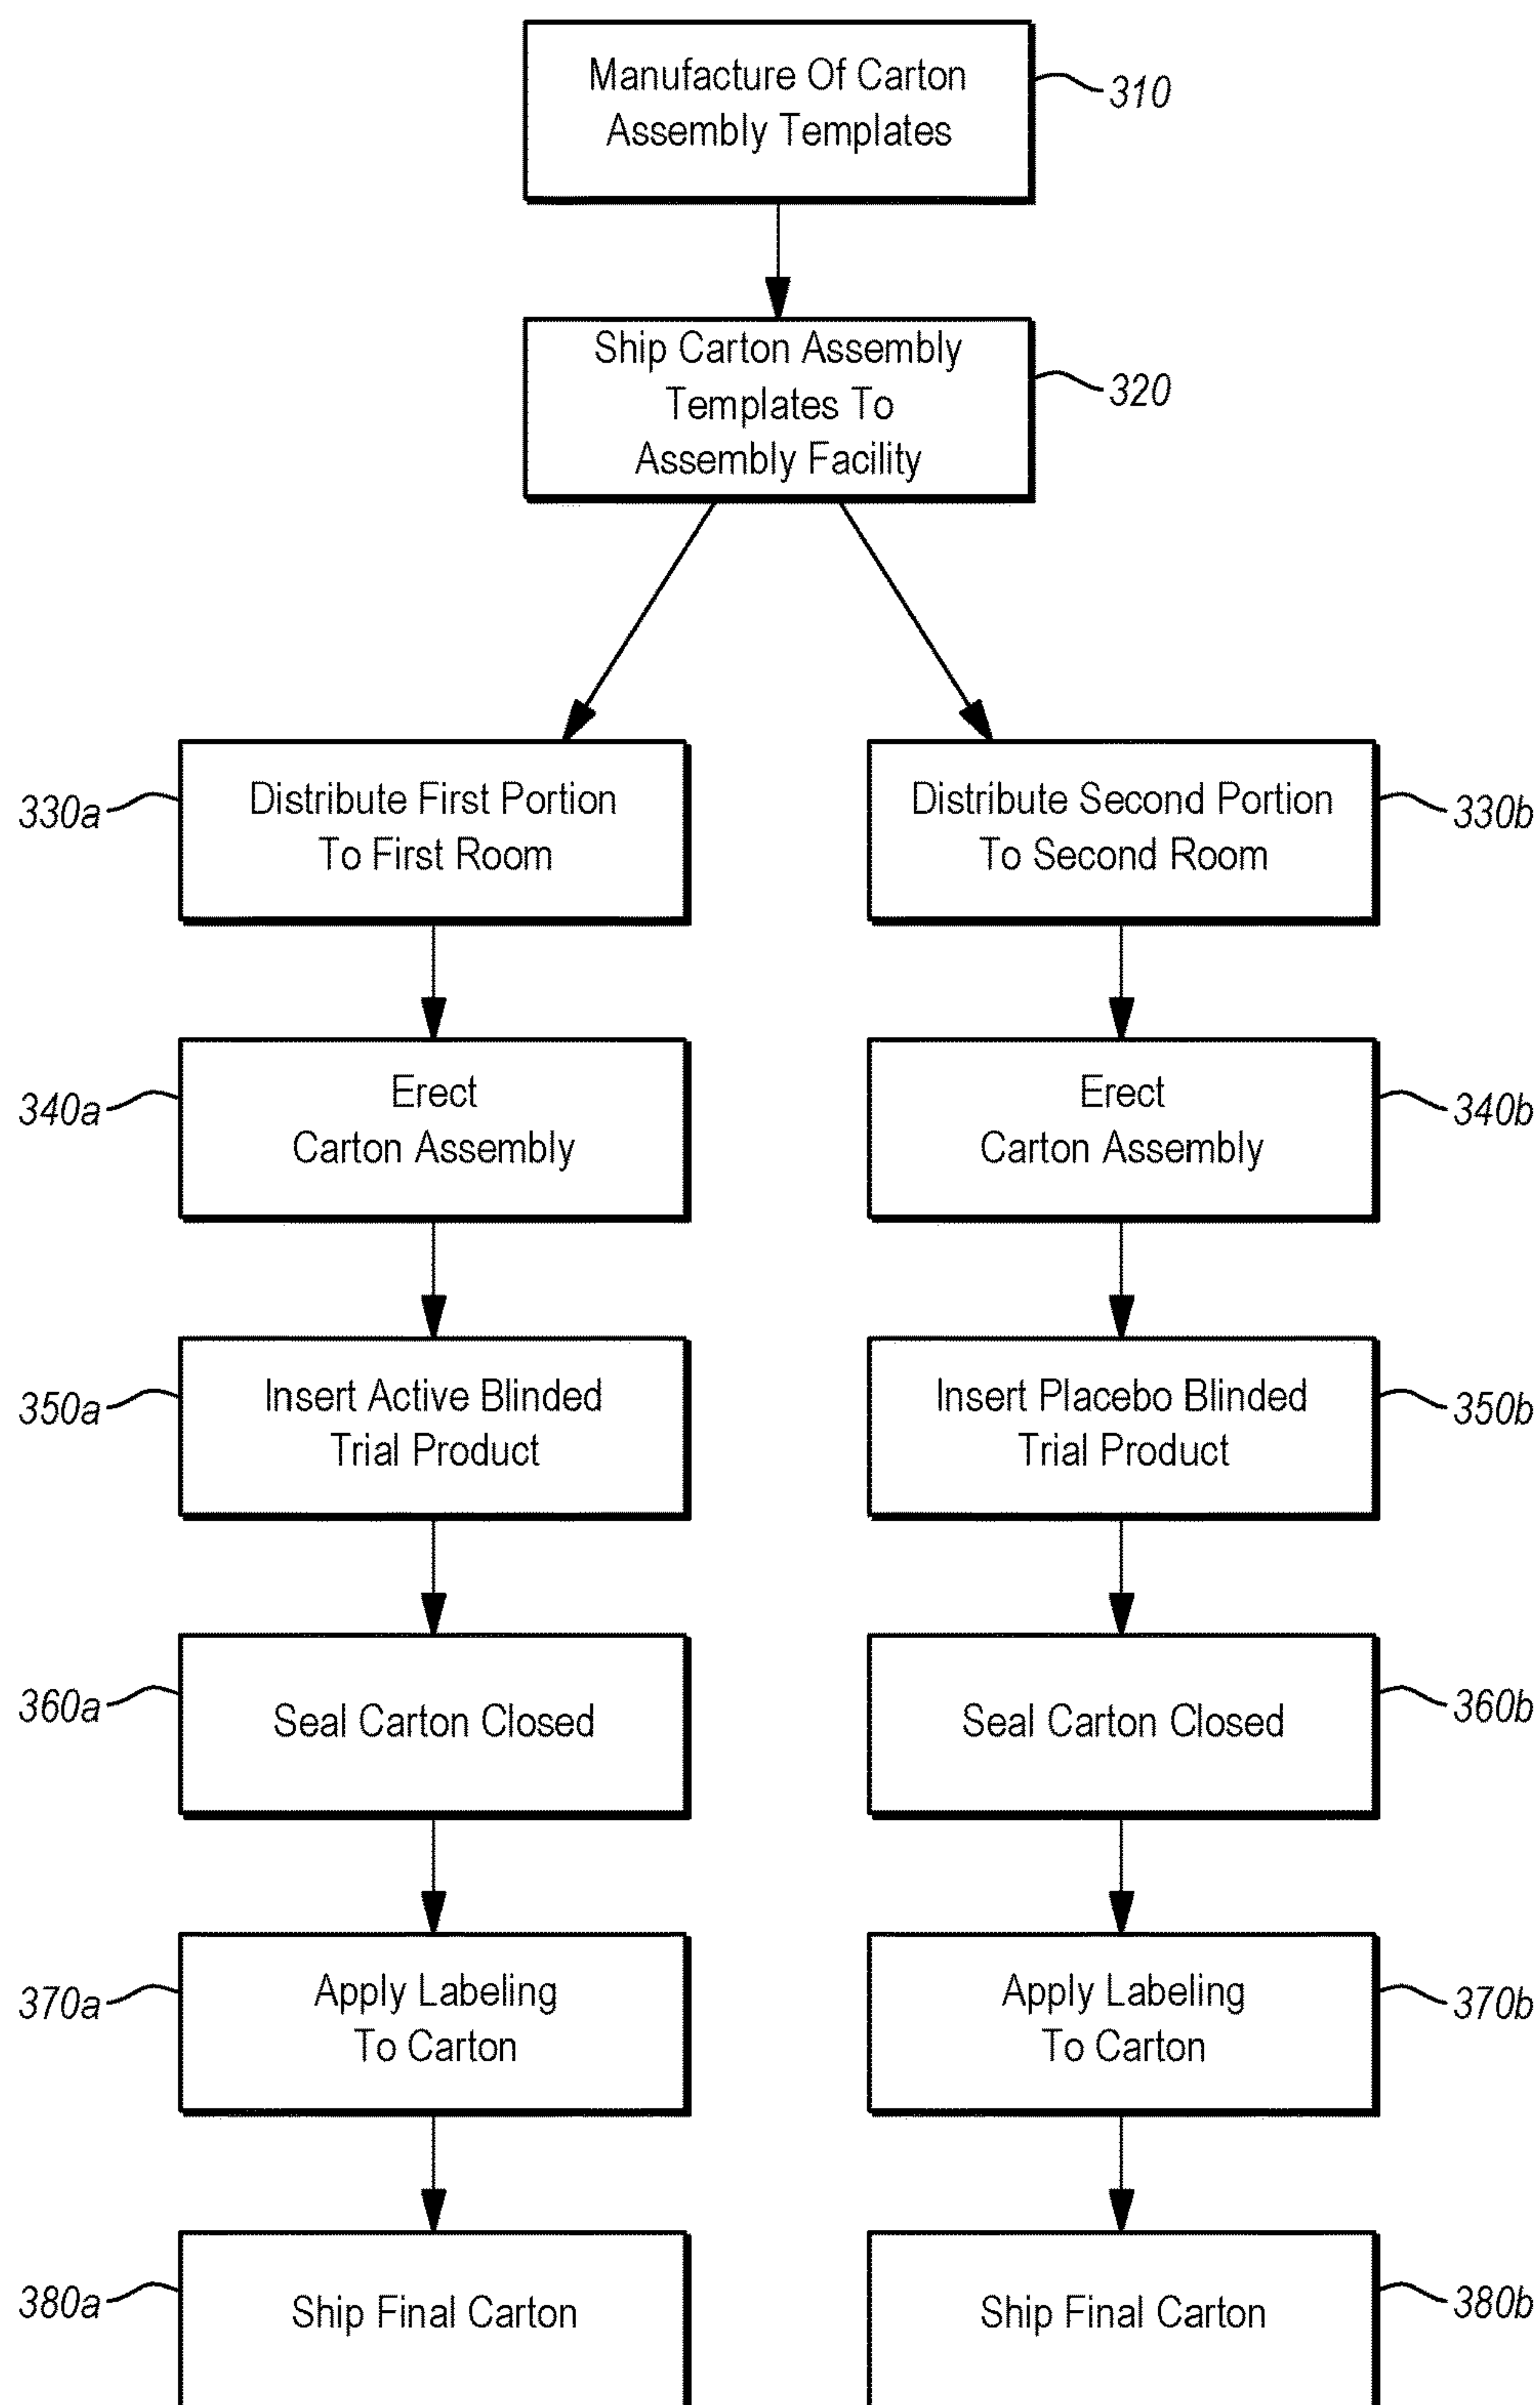 Manufacture Of Carton
Assembly Templates
310
Ship Carton Assembly
Templates To
Assembly Facility
320
330a
Distribute First Portion
To First Room
Distribute Second Portion
To Second Room
330b
340a
Erect
Carton Assembly
Erect
Carton Assembly
340b
350a
Insert Active Blinded
Trial Product
Insert Placebo Blinded
Trial Product
350b
360a
Seal Carton Closed
Seal Carton Closed
360b
370a
Apply Labeling
To Carton
Apply Labeling
To Carton
370b
380a
Ship Final Carton
Ship Final Carton
380b